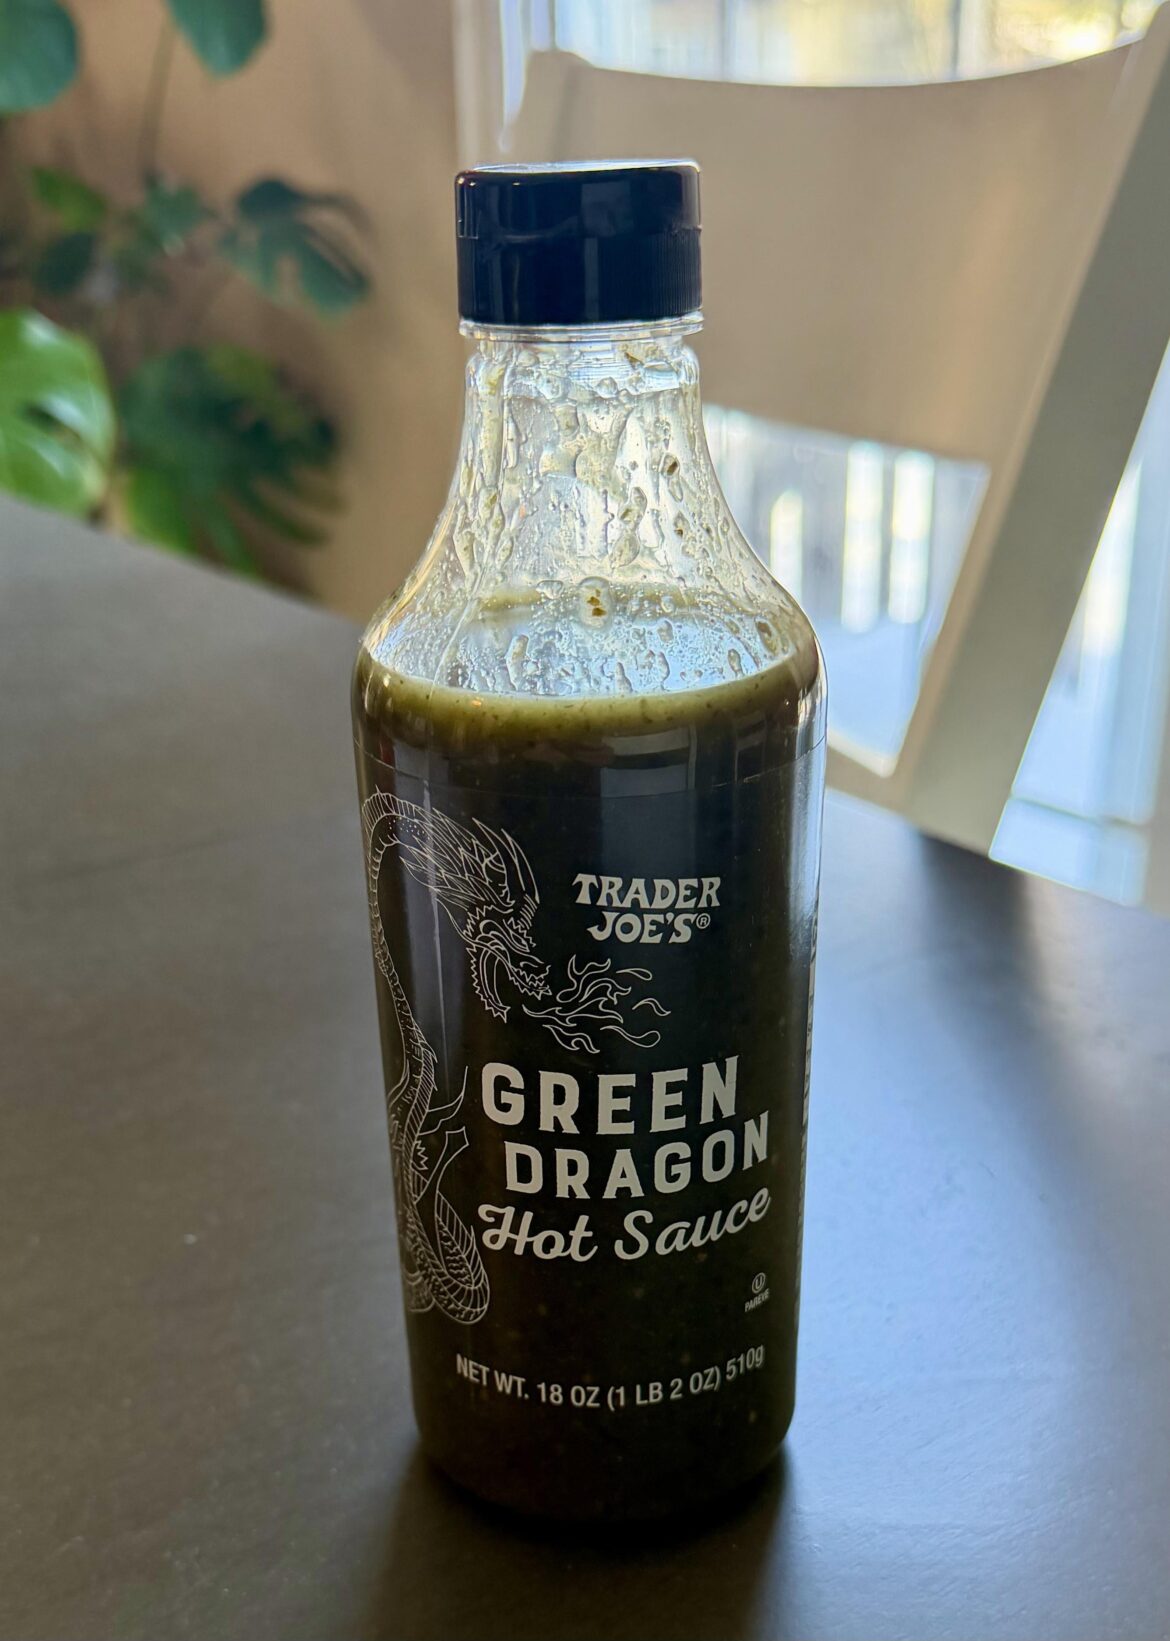 TRADER
JOE'S®
GREEN
DRAGON
Hot Sauce
U
PAREVE
NET WT. 18 OZ (1 LB 2 OZ) 510g